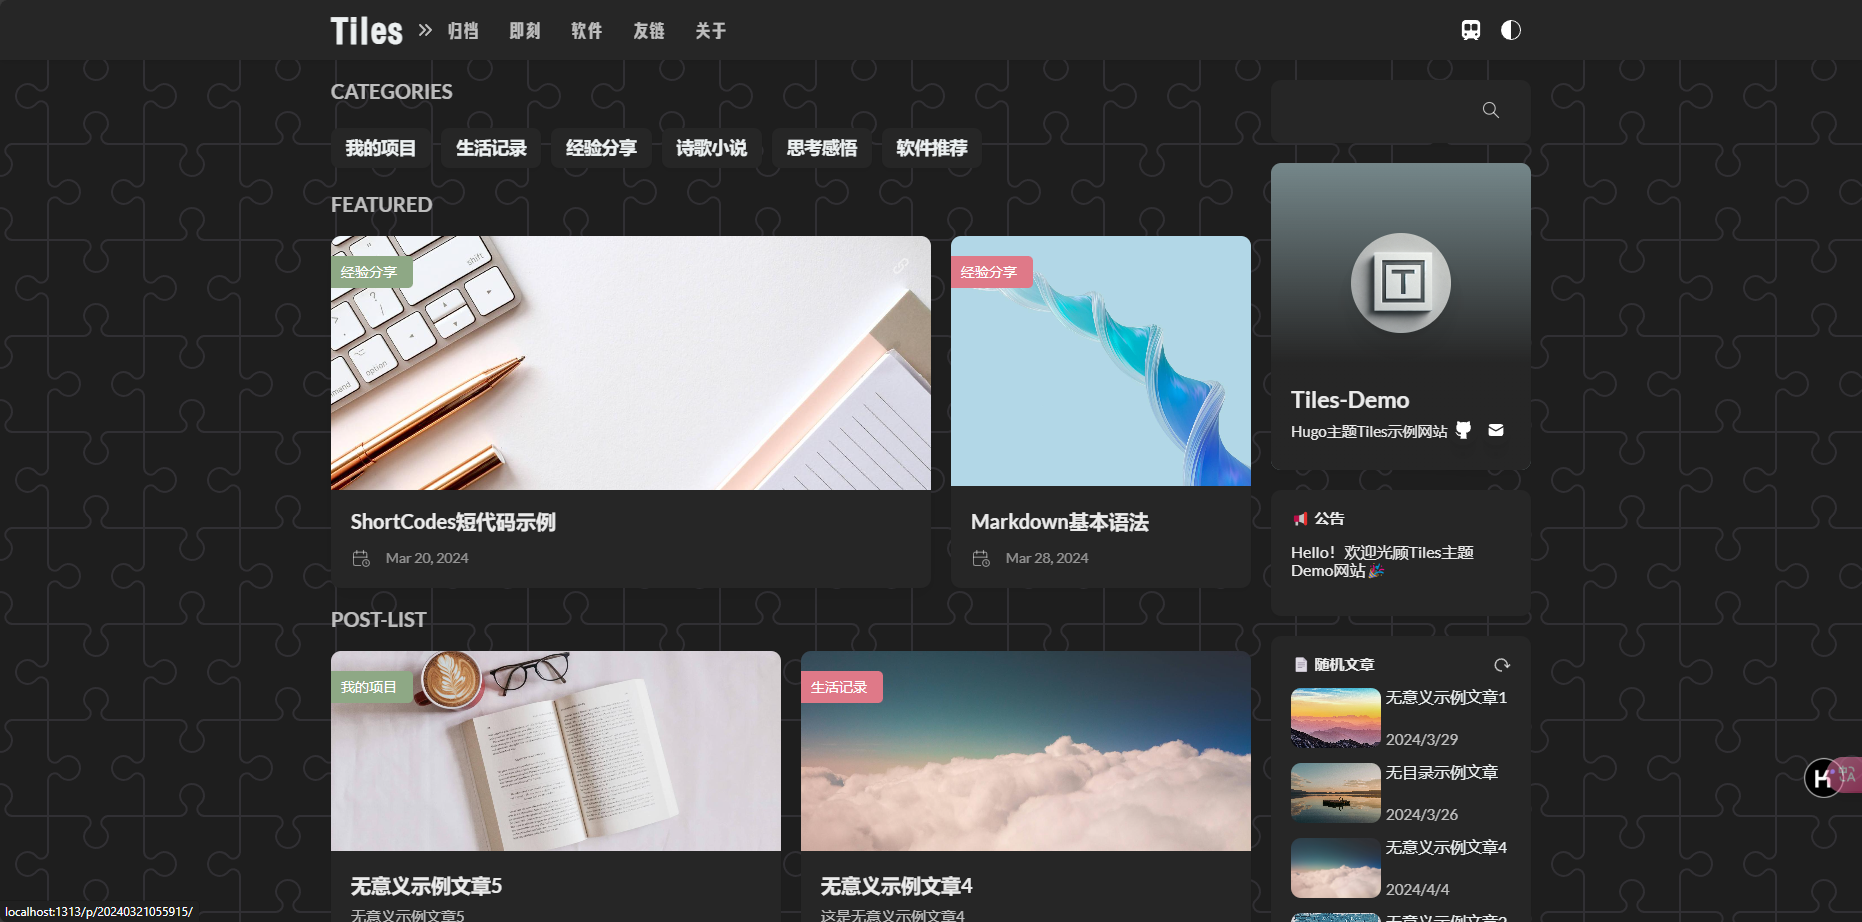 Tiles
归档
即刻
软件
友链
关于
CATEGORIES
我的项目
生活记录
经验分享
诗歌小说
思考感悟
软件推荐
FEATURED
经验分享
shift
option
ShortCodes短代码示例
Mar 20, 2024
经验分享
Markdown基本语法
Mar 28, 2024
POST-LIST
我的项目
无意义示例文章5
无意义示例文章5
生活记录
无意义示例文章4
这是无意义示例文章4
T
Tiles-Demo
Hugo主题Tiles示例网站
公告
Hello！欢迎光顾Tiles主题
Demo网站🎉
随机文章
无意义示例文章1
2024/3/29
无目录示例文章
2024/3/26
无意义示例文章4
2024/4/4
localhost:1313/p/20240321055915/